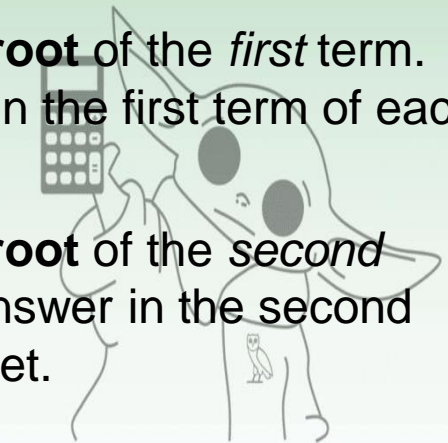 root of the first term.
n the first term of eac
root of the second
nswer in the second
et.